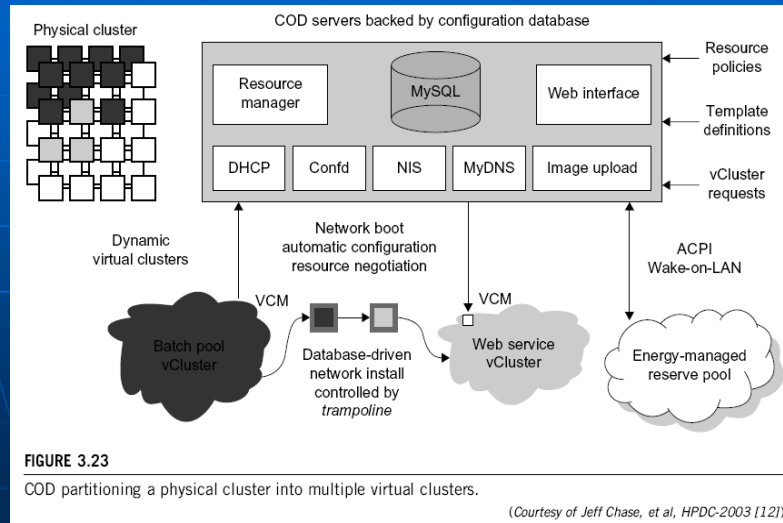 COD servers backed by configuration database
Physical cluster
Resource
policies
Resource
manager
MySQL
Web interface
Template
definitions
DHCP
Confd
NIS
MyDNS
Image upload
vCluster
requests
Dynamic
virtual clusters
Network boot
automatic configuration
resource negotiation
ACPI
Wake-on-LAN
VCM
VCM
Batch pool
vCluster
Database-driven
network install
controlled by
trampoline
Web service
vCluster
Energy-managed
reserve pool
FIGURE 3.23
COD partitioning a physical cluster into multiple virtual clusters.
(Courtesy of Jeff Chase, et al, HPDC-2003 [12])